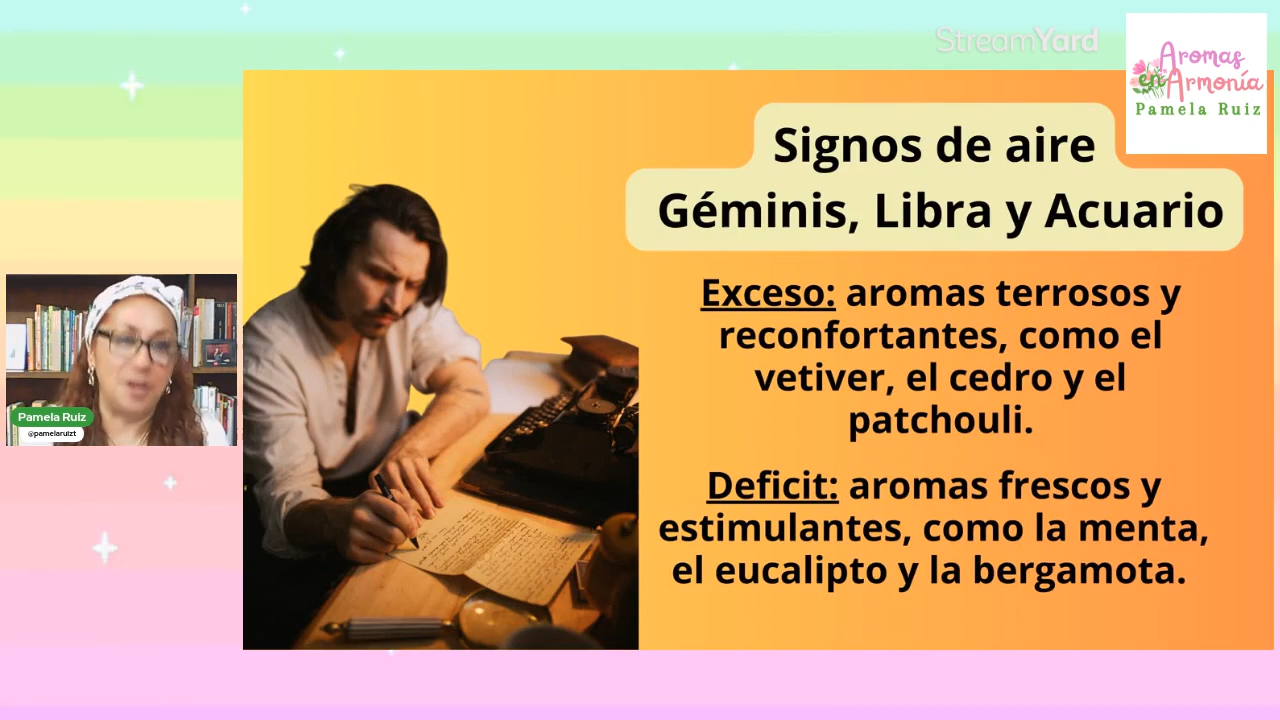 StreamYard
Aromas
en Armonía
Pamela Ruiz
Signos de aire
Géminis, Libra y Acuario
Exceso: aromas terrosos y
reconfortantes, como el
vetiver, el cedro y el
patchouli.
Deficit: aromas frescos y
estimulantes, como la menta,
el eucalipto y la bergamota.
Pamela Ruiz
@pamelaruizt